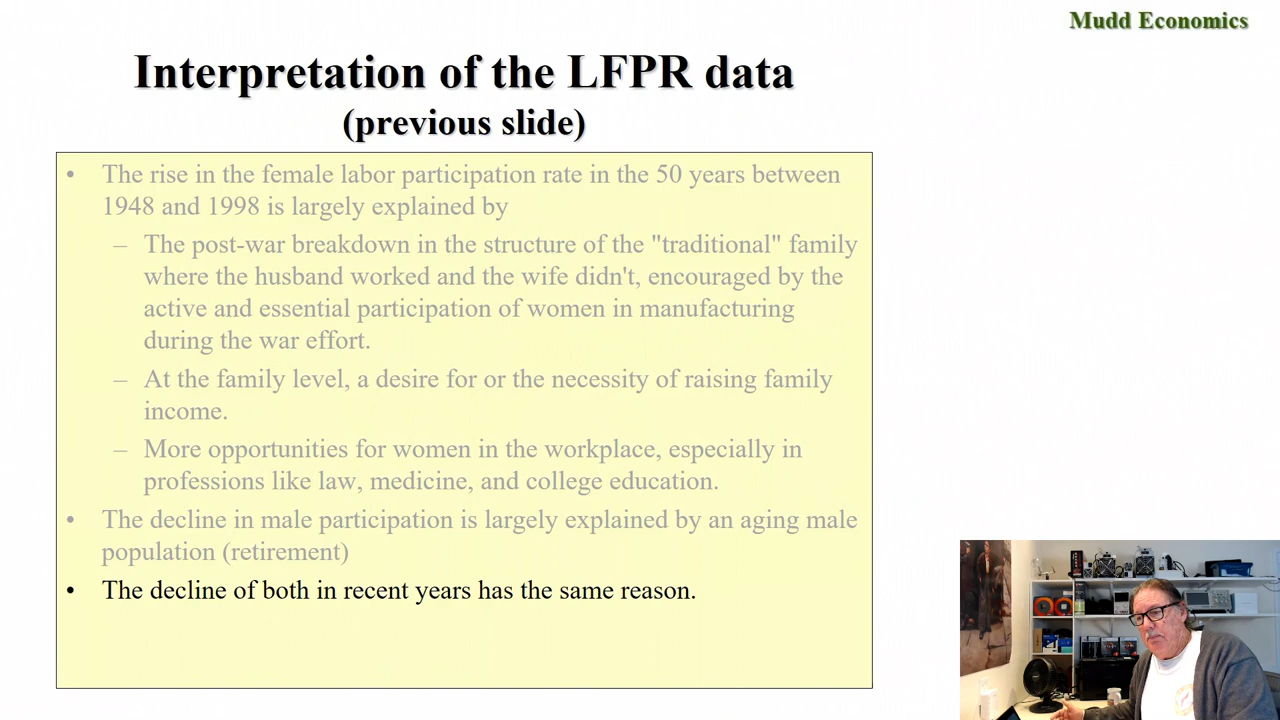 Mudd Economics
Interpretation of the LFPR data
(previous slide)
• The rise in the female labor participation rate in the 50 years between
1948 and 1998 is largely explained by
– The post-war breakdown in the structure of the "traditional" family
where the husband worked and the wife didn't, encouraged by the
active and essential participation of women in manufacturing
during the war effort.
– At the family level, a desire for or the necessity of raising family
income.
– More opportunities for women in the workplace, especially in
professions like law, medicine, and college education.
• The decline in male participation is largely explained by an aging male
population (retirement)
• The decline of both in recent years has the same reason.